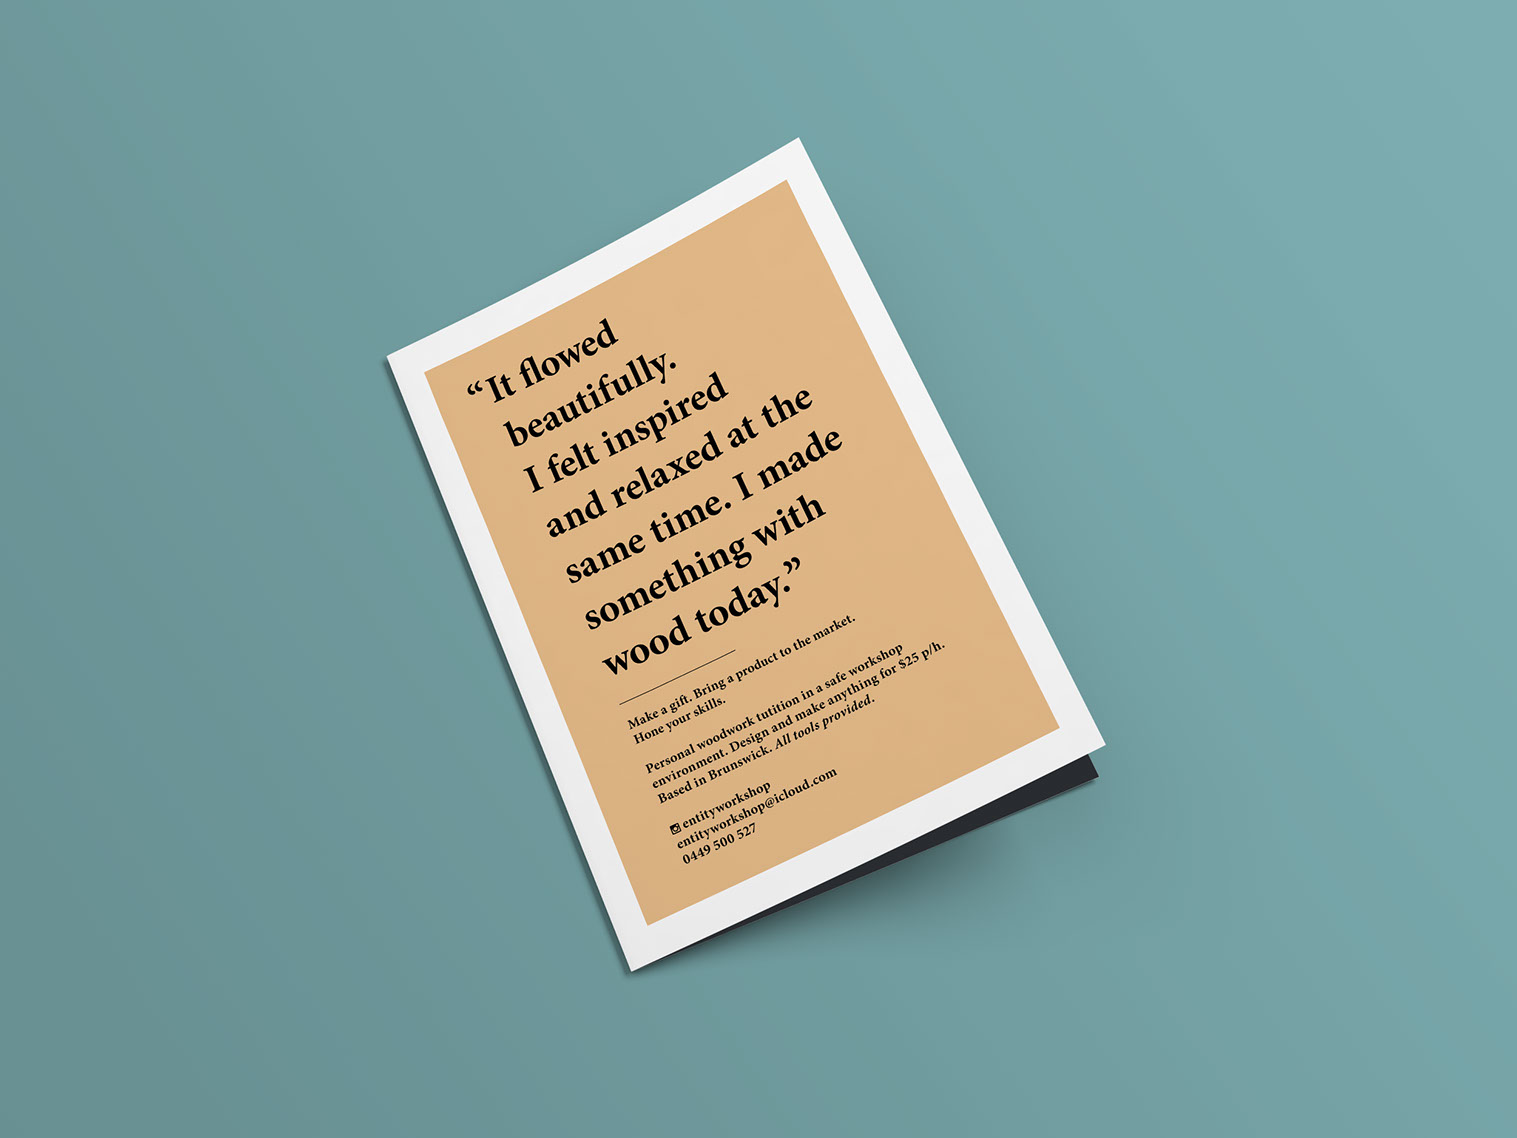 “It flowed
beautifully.
I felt inspired
and relaxed at the
same time. I made
something with
wood today.”
Make a gift. Bring a product to the market.
Hone your skills.
Personal woodwork tutition in a safe workshop
environment. Design and make anything for $25 p/h.
Based in Brunswick. All tools provided.
entityworkshop
entityworkshop@icloud.com
0449 500 527